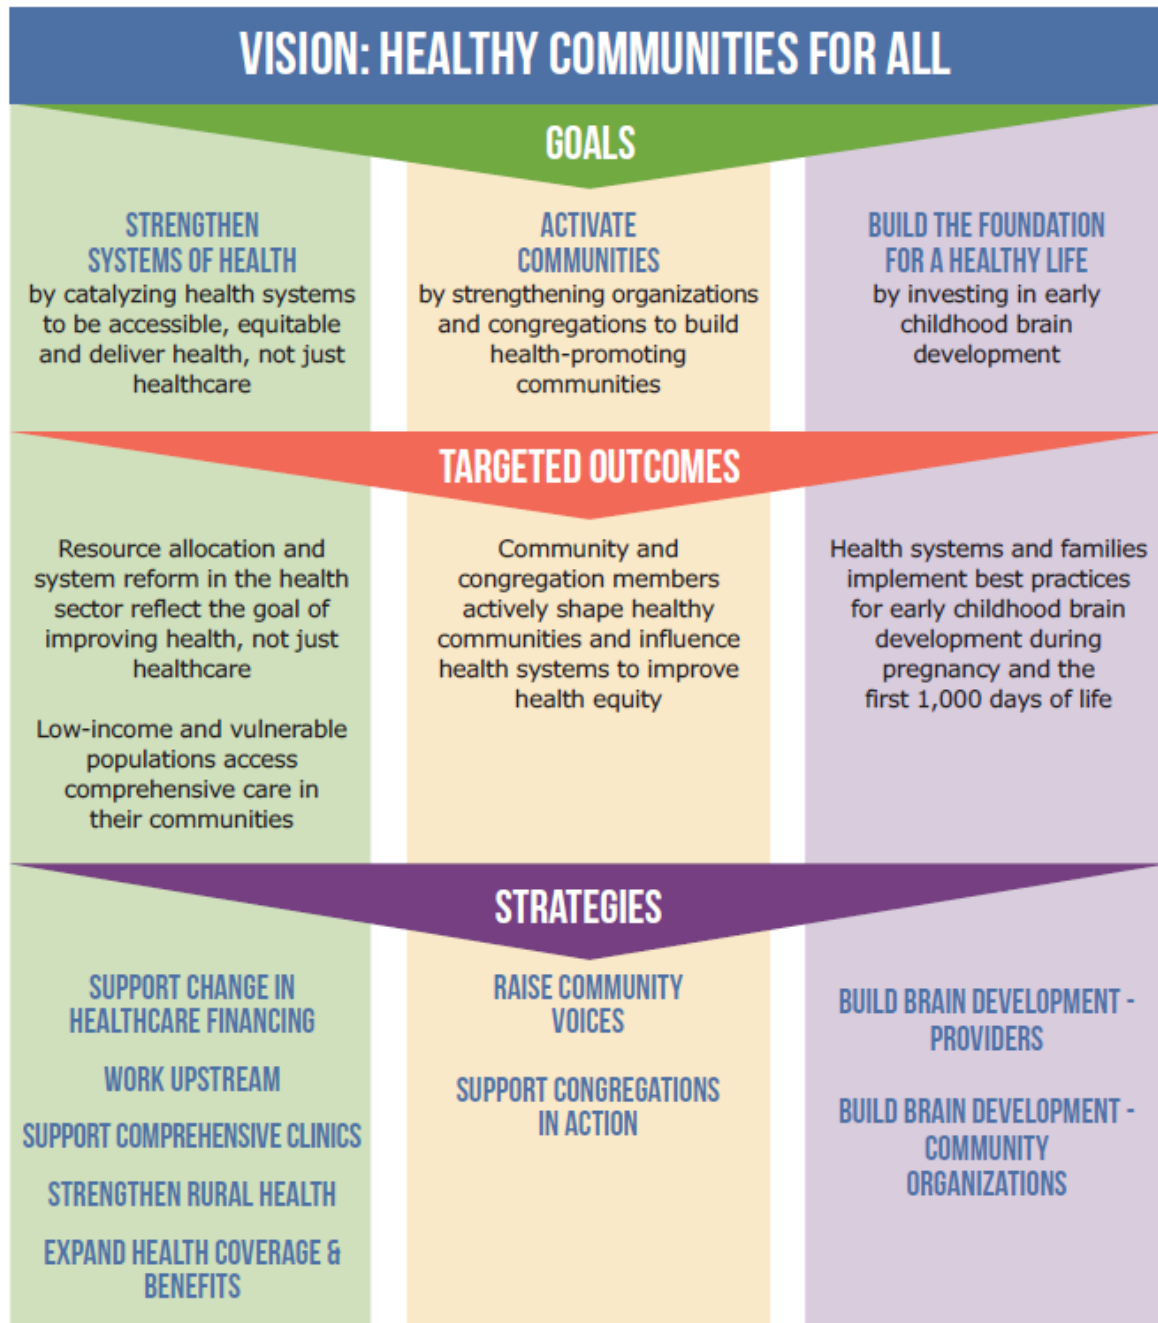 VISION: HEALTHY COMMUNITIES FOR ALL
GOALS
STRENGTHEN
SYSTEMS OF HEALTH
by catalyzing health systems
to be accessible, equitable
and deliver health, not just
healthcare
ACTIVATE
COMMUNITIES
by strengthening organizations
and congregations to build
health-promoting
communities
BUILD THE FOUNDATION
FOR A HEALTHY LIFE
by investing in early
childhood brain
development
TARGETED OUTCOMES
Resource allocation and
system reform in the health
sector reflect the goal of
improving health, not just
healthcare
Low-income and vulnerable
populations access
comprehensive care in
their communities
Community and
congregation members
actively shape healthy
communities and influence
health systems to improve
health equity
Health systems and families
implement best practices
for early childhood brain
development during
pregnancy and the
first 1,000 days of life
STRATEGIES
SUPPORT CHANGE IN
HEALTHCARE FINANCING
WORK UPSTREAM
SUPPORT COMPREHENSIVE CLINICS
STRENGTHEN RURAL HEALTH
EXPAND HEALTH COVERAGE &
BENEFITS
RAISE COMMUNITY
VOICES
SUPPORT CONGREGATIONS
IN ACTION
BUILD BRAIN DEVELOPMENT -
PROVIDERS
BUILD BRAIN DEVELOPMENT -
COMMUNITY
ORGANIZATIONS